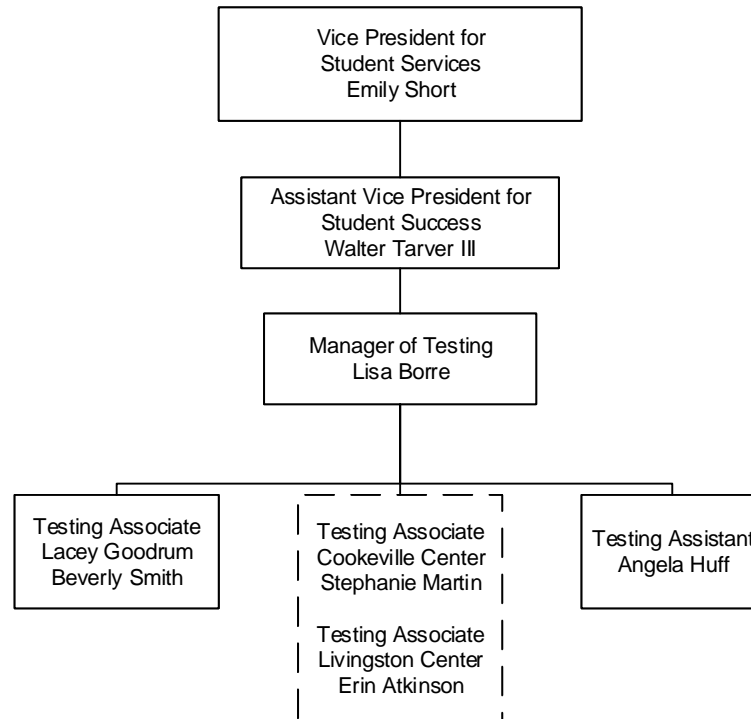 Vice President for
Student Services
Emily Short
Assistant Vice President for
Student Success
Walter Tarver III
Manager of Testing
Lisa Borre
Testing Associate
Lacey Goodrum
Beverly Smith
Testing Associate
Cookeville Center
Stephanie Martin
Testing Associate
Livingston Center
Erin Atkinson
Testing Assistant
Angela Huff